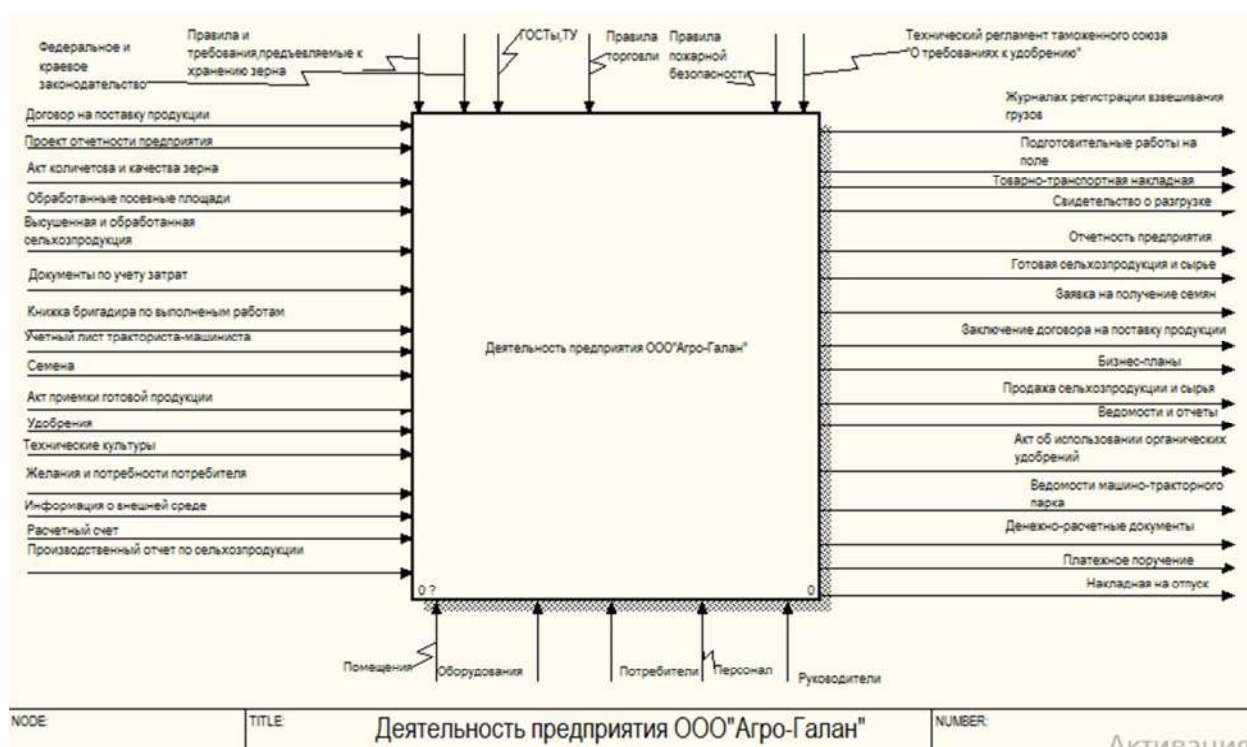 Федеральное и
краевое
законодательство
Правила и
требования,предъевляемые к
хранению зерна
ГОСТы,ТУ
Правила
торговли
Правила
пожарной
безопасности
Технический регламент таможенного союза
"О требованиях к удобрению"
Договор на поставку продукции
Проект отчетности предприятия
Акт количетсва и качества зерна
Обработанные посевные площади
Высушенная и обработанная
сельхозпродукция
Документы по учету затрат
Книжка бригадира по выполненым работам
Учетный лист тракториста-машиниста
Семена
Акт приемки готовой продукции
Удобрения
Технические культуры
Желания и потребности потребителя
Информация о внешней среде
Расчетный счет
Производственный отчет по сельхозпродукции
Деятельность предприятия ООО"Агро-Галан"
0 ?
0
Журналах регистрации взвешивания
грузов
Подготовительные работы на
поле
Товарно-транспортная накладная
Свидетельство о разгрузке
Отчетность предприятия
Готовая сельхозпродукция и сырье
Заявка на получение семян
Заключение договора на поставку продукции
Бизнес-планы
Продажа сельхозпродукции и сырья
Ведомости и отчеты
Акт об использовании органических
удобрений
Ведомости машино-тракторного
парка
Денежно-расчетные документы
Платежное поручение
Накладная на отпуск
Помещения
Оборудования
Потребители
Персонал
Руководители
NODE:
TITLE:
Деятельность предприятия ООО"Агро-Галан"
NUMBER:
Активация